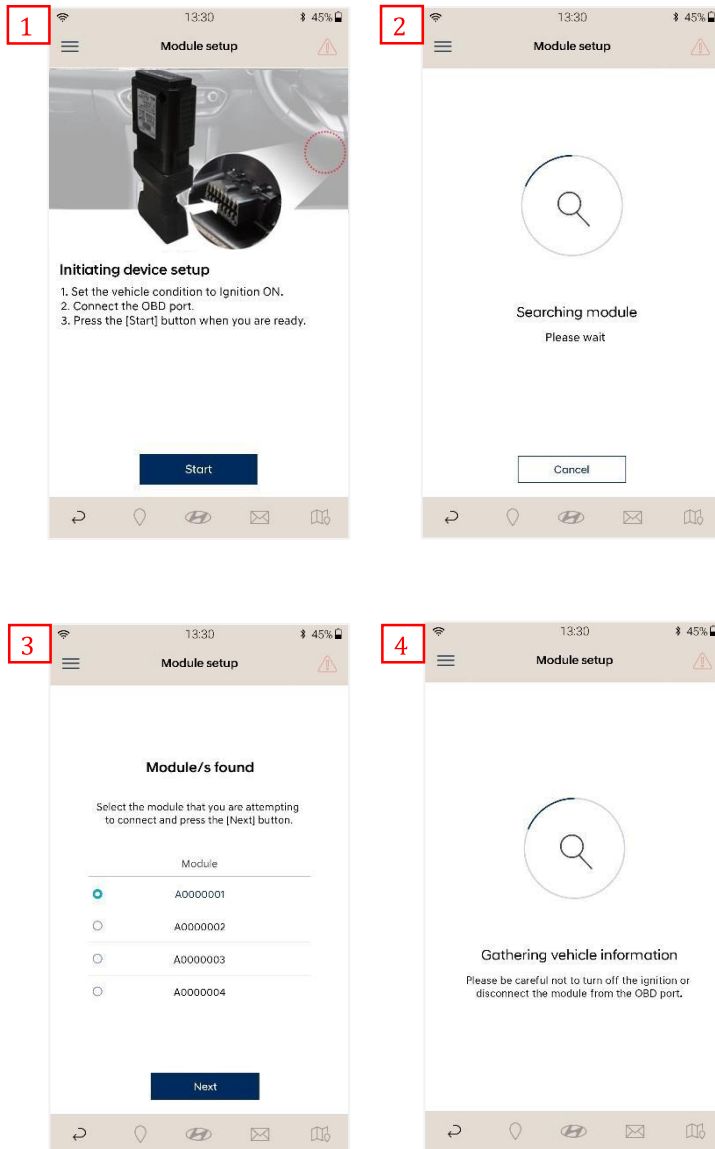 1
13:30
45%
Module setup
Initiating device setup
1. Set the vehicle condition to Ignition ON.
2. Connect the OBD port.
3. Press the [Start] button when you are ready.
Start
2
13:30
45%
Module setup
Searching module
Please wait
Cancel
3
13:30
45%
Module setup
Module/s found
Select the module that you are attempting
to connect and press the [Next] button.
Module
A0000001
A0000002
A0000003
A0000004
Next
4
13:30
45%
Module setup
Gathering vehicle information
Please be careful not to turn off the ignition or
disconnect the module from the OBD port.